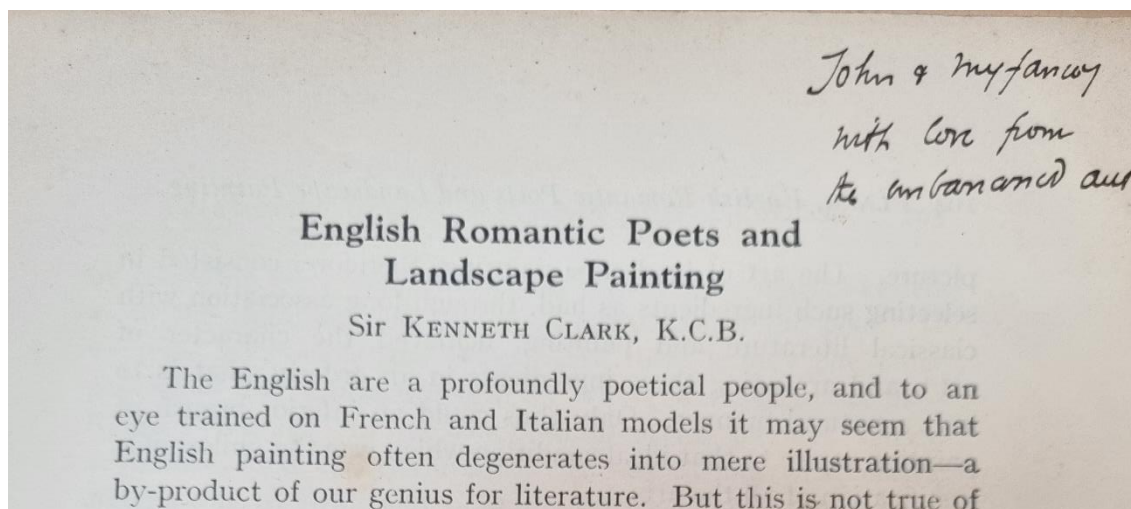 John & Myfanwy
with love from
the embarrassed au
English Romantic Poets and
Landscape Painting
Sir KENNETH CLARK, K.C.B.
The English are a profoundly poetical people, and to an
eye trained on French and Italian models it may seem that
English painting often degenerates into mere illustration—a
by-product of our genius for literature. But this is not true of